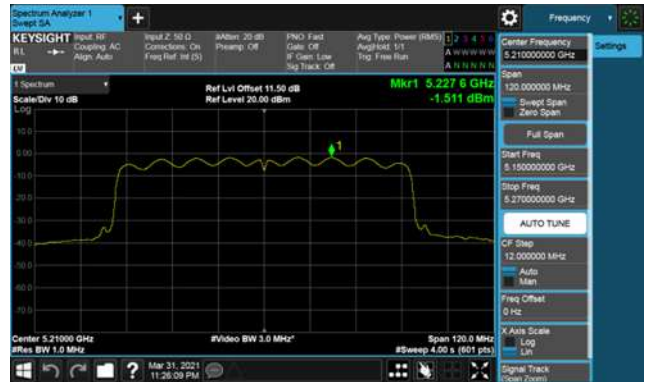 Spectrum Analyzer 1
Swept SA
+
Frequency
KEYSIGHT
Input: RF
Input Z: 50 Ω
#Atten: 20 dB
PNO: Fast
Avg Type: Power (RMS)
1 2 3 4 5 6
RL
Coupling: AC
Corrections: On
Preamp: Off
Gate: Off
Avg|Hold: 1/1
A W W W W W
Align: Auto
Freq Ref: Int (S)
IF Gain: Low
Trig: Free Run
Sig Track: Off
A N N N N N
LW
1 Spectrum
Ref Lvl Offset 11.50 dB
Mkr1 5.227 6 GHz
Scale/Div 10 dB
Ref Level 20.00 dBm
-1.511 dBm
Log
10.0
0.00
-10.0
-20.0
-30.0
-40.0
-50.0
-60.0
-70.0
1
Center 5.21000 GHz
#Video BW 3.0 MHz*
Span 120.0 MHz
#Res BW 1.0 MHz
#Sweep 4.00 s (601 pts)
Center Frequency
5.210000000 GHz
Settings
Span
120.000000 MHz
Swept Span
Zero Span
Full Span
Start Freq
5.150000000 GHz
Stop Freq
5.270000000 GHz
AUTO TUNE
CF Step
12.000000 MHz
Auto
Man
Freq Offset
0 Hz
X Axis Scale
Log
Lin
Signal Track
(Span Zoom)
?
Mar 31, 2021
11:26:09 PM